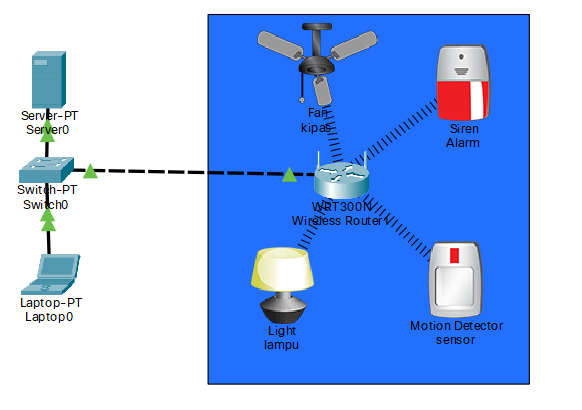 Server-PT
Server0
Switch-PT
Switch0
Laptop-PT
Laptop0
Fan
kipas
Siren
Alarm
WRT300N
Wireless Router1
Light
lampu
Motion Detector
sensor